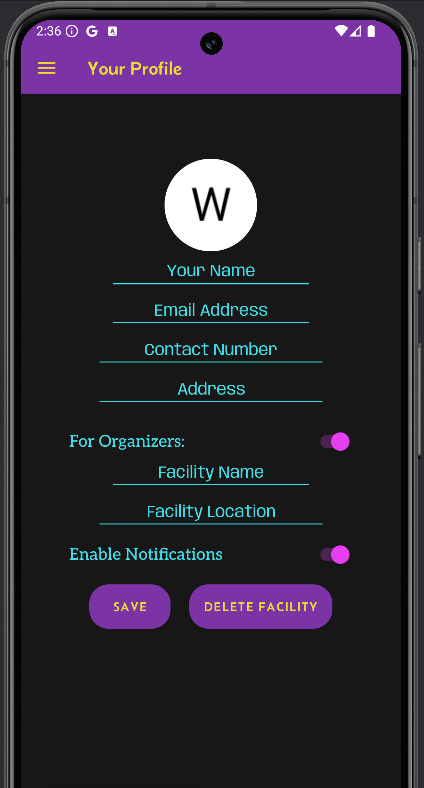 2:36
Your Profile
W
Your Name
Email Address
Contact Number
Address
For Organizers:
Facility Name
Facility Location
Enable Notifications
SAVE DELETE FACILITY